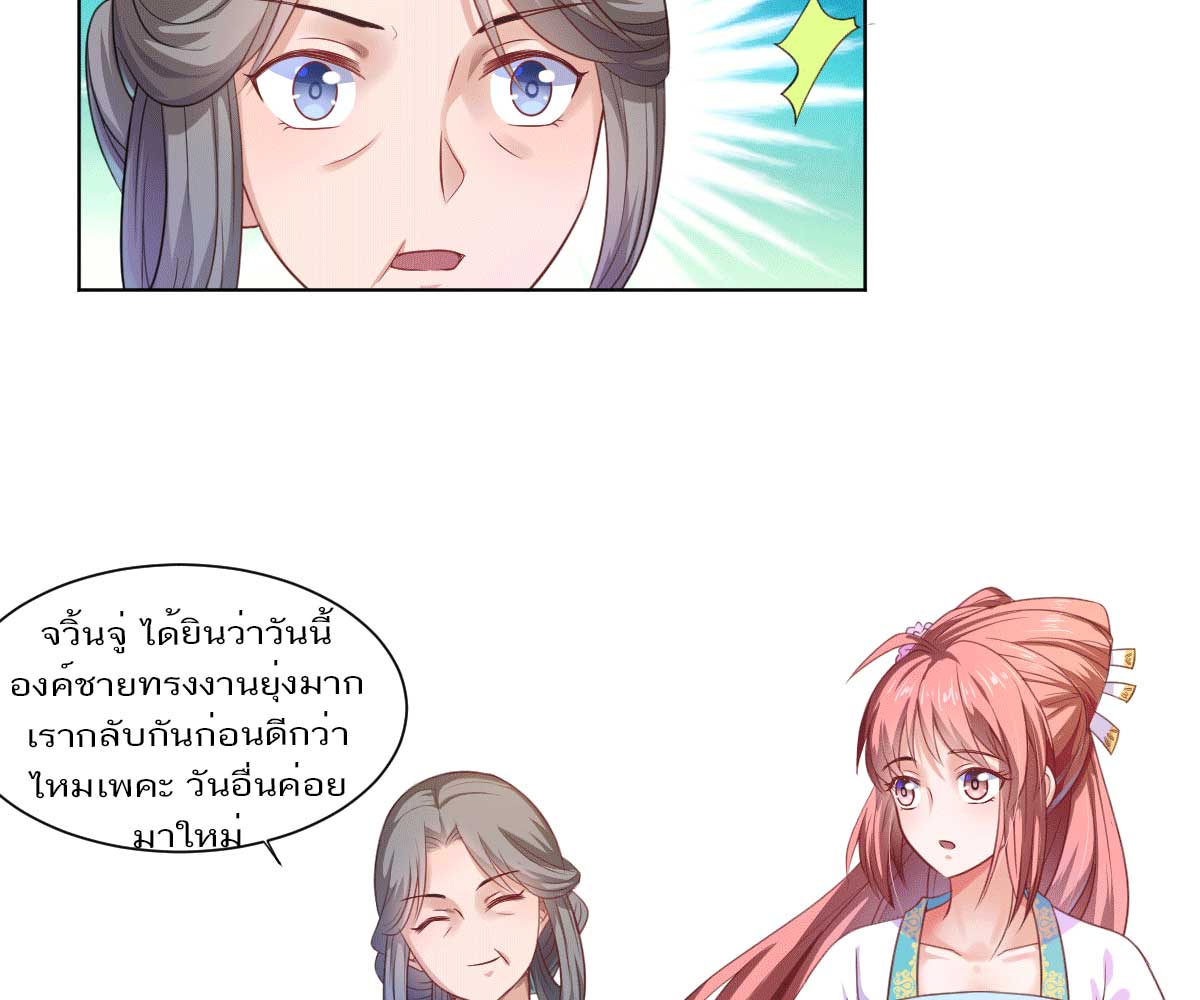 จวิ้นจู่ ได้ยินว่าวันนี้
องค์ชายทรงงานยุ่งมาก
เรากลับกันก่อนดีกว่า
ไหมเพคะ วันอื่นค่อย
มาใหม่